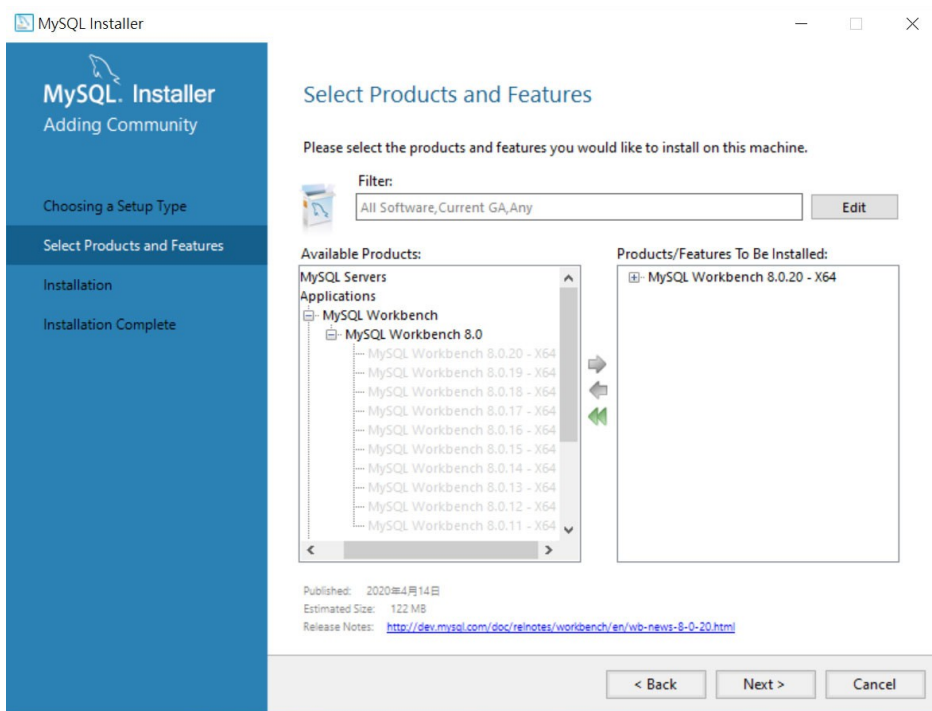 MySQL Installer
MySQL. Installer
Adding Community
Choosing a Setup Type
Select Products and Features
Installation
Installation Complete
Select Products and Features
Please select the products and features you would like to install on this machine.
Filter:
All Software,Current GA,Any
Edit
Available Products:
MySQL Servers
Applications
MySQL Workbench
MySQL Workbench 8.0
MySQL Workbench 8.0.20 - X64
MySQL Workbench 8.0.19 - X64
MySQL Workbench 8.0.18 - X64
MySQL Workbench 8.0.17 - X64
MySQL Workbench 8.0.16 - X64
MySQL Workbench 8.0.15 - X64
MySQL Workbench 8.0.14 - X64
MySQL Workbench 8.0.13 - X64
MySQL Workbench 8.0.12 - X64
MySQL Workbench 8.0.11 - X64
Products/Features To Be Installed:
MySQL Workbench 8.0.20 - X64
Published: 2020年4月14日
Estimated Size: 122 MB
Release Notes: http://dev.mysql.com/doc/relnotes/workbench/en/wb-news-8-0-20.html
< Back Next > Cancel